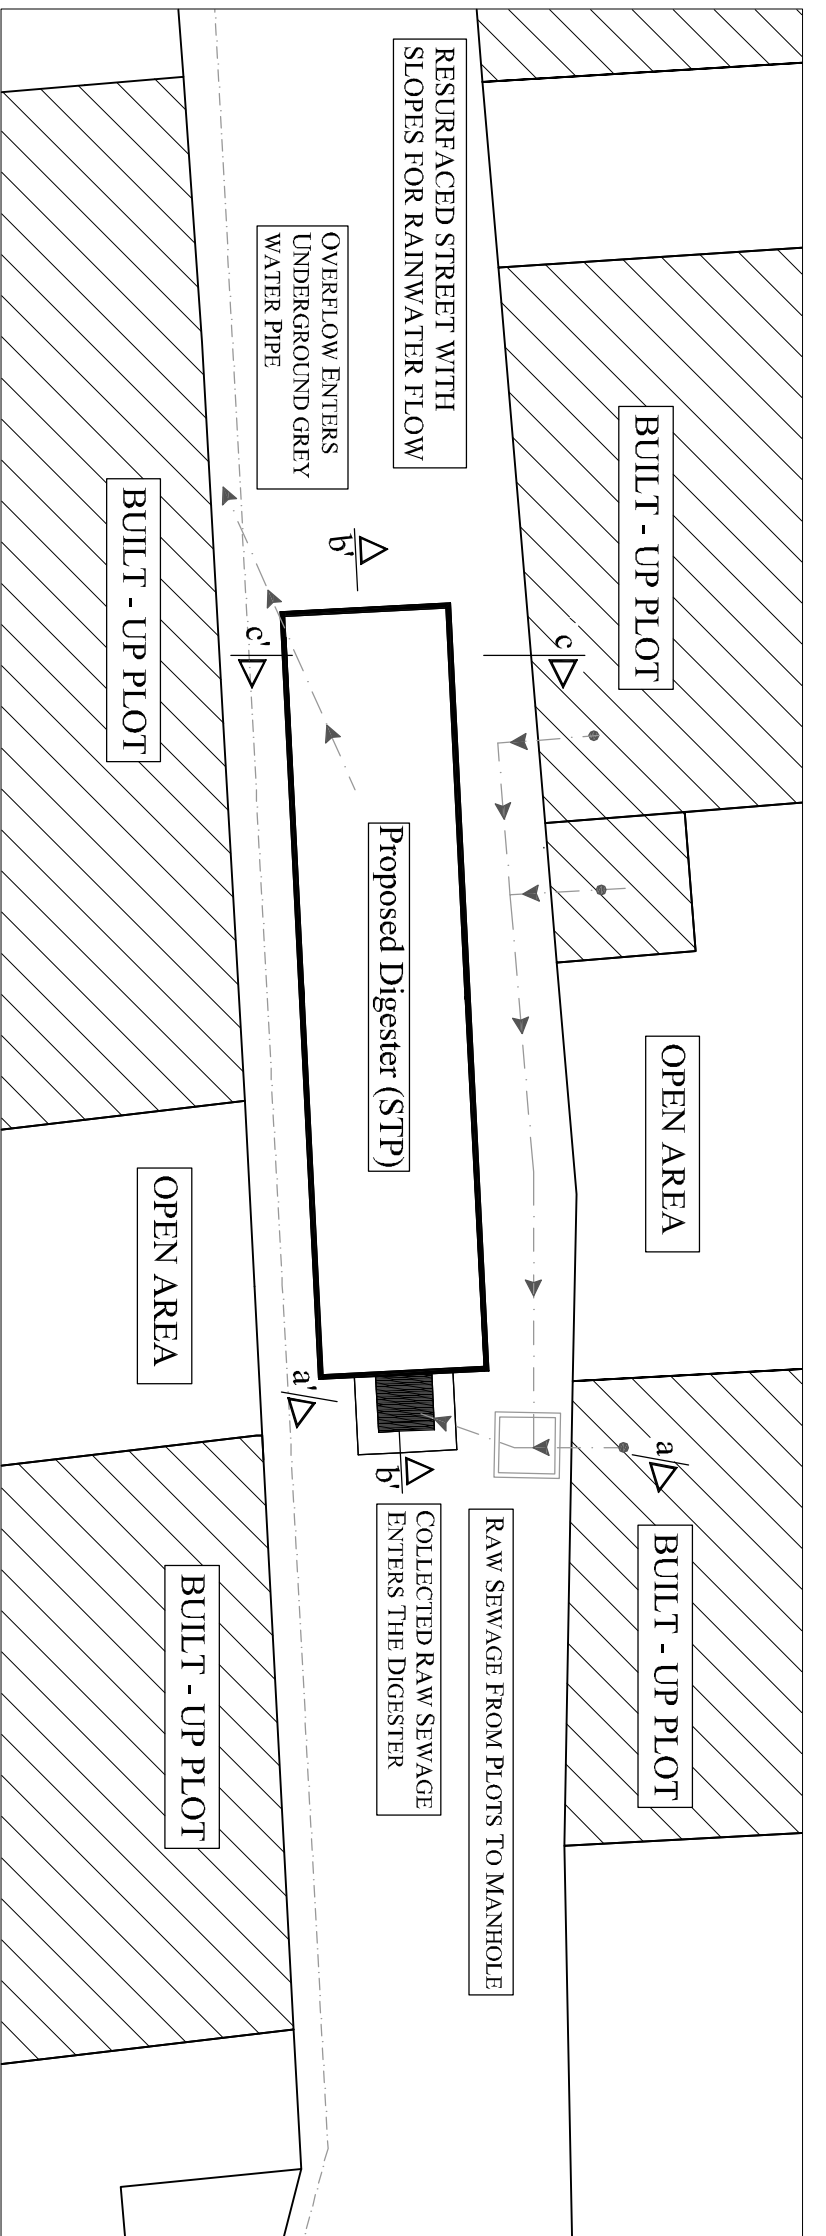 BUILT - UP PLOT
OPEN AREA
BUILT - UP PLOT
RESURFACED STREET WITH
SLOPES FOR RAINWATER FLOW
OVERFLOW ENTERS
UNDERGROUND GREY
WATER PIPE
c
a
RAW SEWAGE FROM PLOTS TO MANHOLE
b'
Proposed Digester (STP)
b'
COLLECTED RAW SEWAGE
ENTERS THE DIGESTER
c'
a'
BUILT - UP PLOT
OPEN AREA
BUILT - UP PLOT